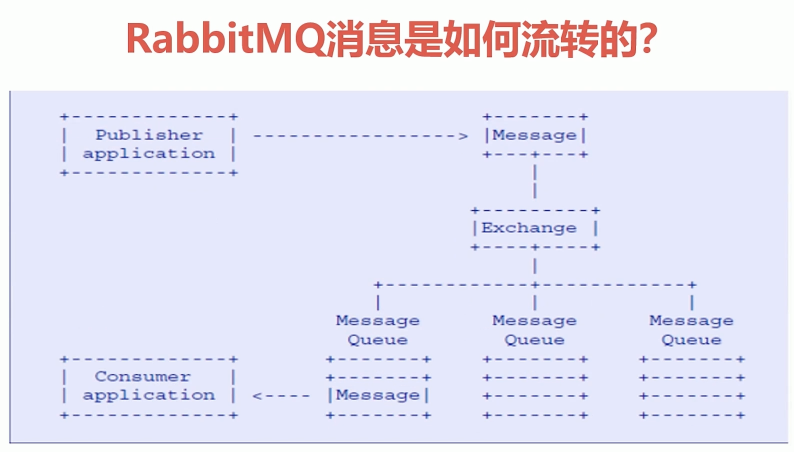 RabbitMQ消息是如何流转的?
Publisher application
Message
Exchange
Message Queue
Message Queue
Message Queue
Consumer application
Message